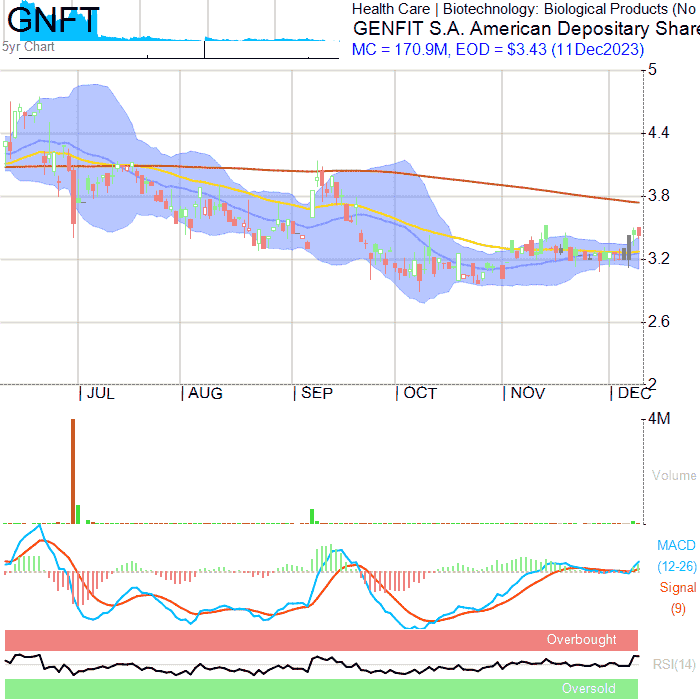 GNFT
5yr Chart
Health Care | Biotechnology: Biological Products (No
GENFIT S.A. American Depositary Share
MC = 170.9M, EOD = $3.43 (11Dec2023)
5
4.4
3.8
3.2
2.6
2
JUL
AUG
SEP
OCT
NOV
DEC
4M
Volume
MACD
(12-26)
Signal
(9)
Overbought
RSI(14)
Oversold